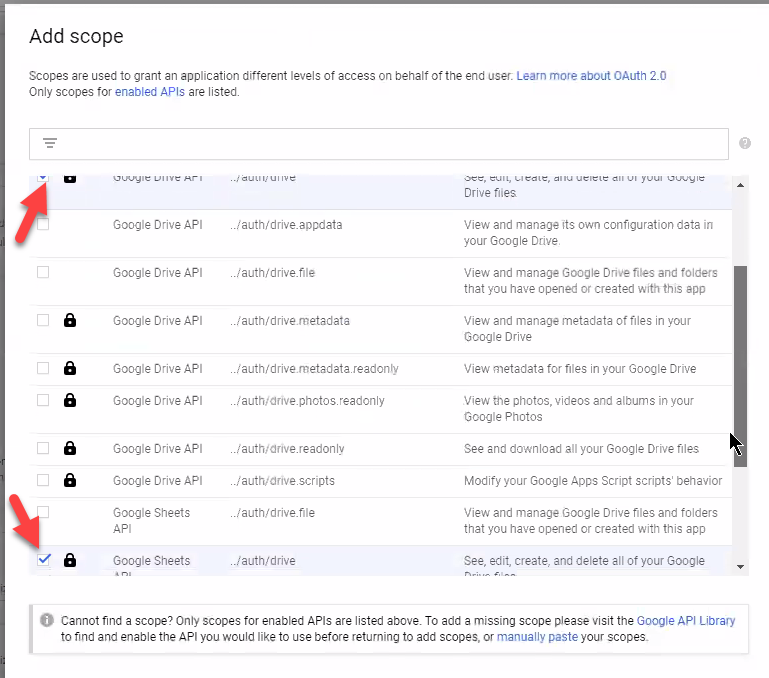 Add scope
Scopes are used to grant an application different levels of access on behalf of the end user. Learn more about OAuth 2.0
Only scopes for enabled APIs are listed.
Google Drive API ../auth/drive See, edit, create, and delete all of your Google
Drive files.
Google Drive API ../auth/drive.appdata View and manage its own configuration data in
your Google Drive.
Google Drive API ../auth/drive.file View and manage Google Drive files and folders
that you have opened or created with this app
Google Drive API ../auth/drive.metadata View and manage metadata of files in your
Google Drive
Google Drive API ../auth/drive.metadata.readonly View metadata for files in your Google Drive
Google Drive API ../auth/drive.photos.readonly View the photos, videos and albums in your
Google Photos
Google Drive API ../auth/drive.readonly See and download all your Google Drive files
Google Drive API ../auth/drive.scripts Modify your Google Apps Script scripts' behavior
Google Sheets ../auth/drive.file View and manage Google Drive files and folders
API that you have opened or created with this app
Google Sheets ../auth/drive See, edit, create, and delete all of your Google
API Drive files
Cannot find a scope? Only scopes for enabled APIs are listed above. To add a missing scope please visit the Google API Library
to find and enable the API you would like to use before returning to add scopes, or manually paste your scopes.